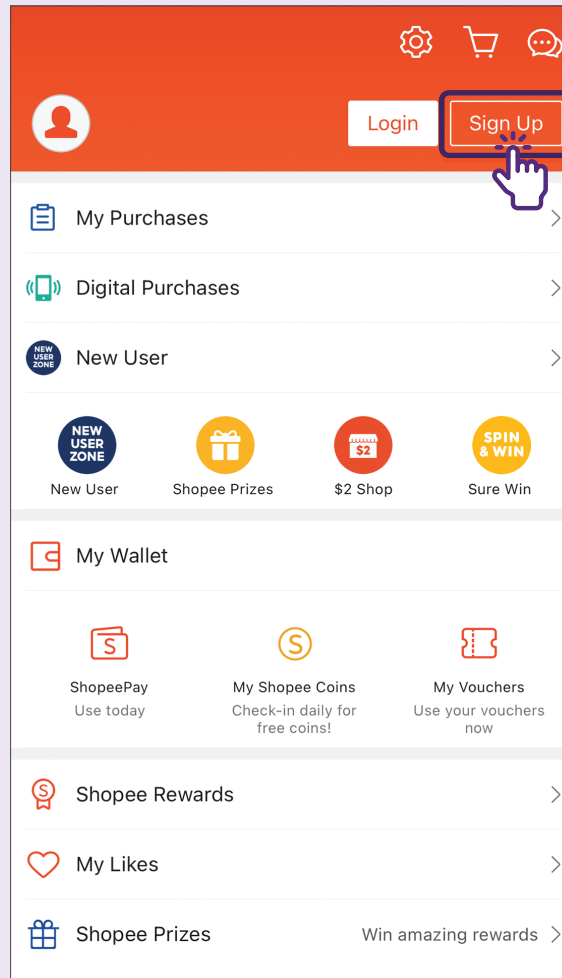 Login
Sign Up
My Purchases
Digital Purchases
NEW
USER
ZONE
New User
NEW
USER
ZONE
$2
SPIN
& WIN
New User
Shopee Prizes
$2 Shop
Sure Win
My Wallet
S
S
ShopeePay
My Shopee Coins
My Vouchers
Use today
Check-in daily for
free coins!
Use your vouchers
now
S
Shopee Rewards
My Likes
Shopee Prizes
Win amazing rewards